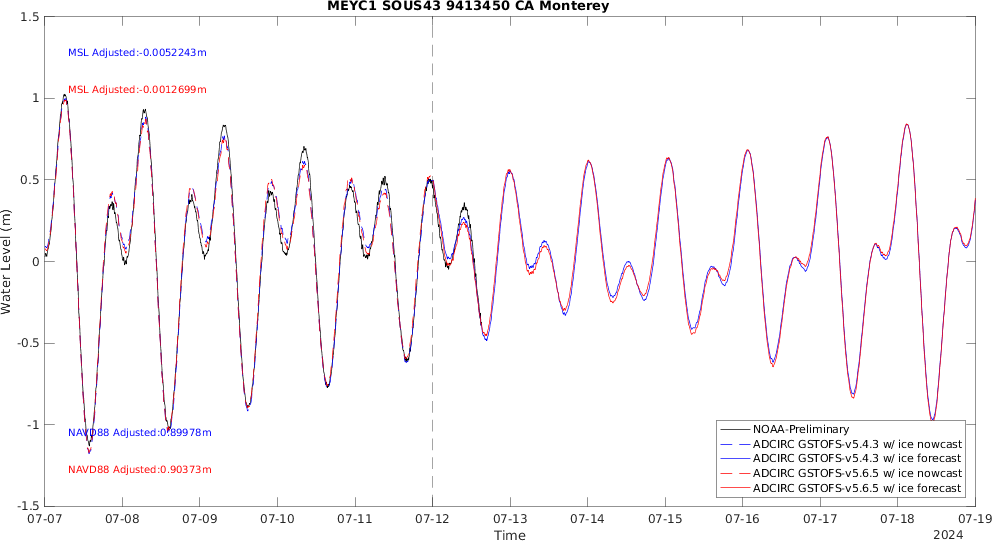 MEYC1 SOUS43 9413450 CA Monterey
1.5
1
0.5
0
-0.5
-1
-1.5
Water Level (m)
MSL Adjusted:-0.0052243m
MSL Adjusted:-0.0012699m
NAVD88 Adjusted:0.89978m
NAVD88 Adjusted:0.90373m
NOAA-Preliminary
ADCIRC GSTOFS-v5.4.3 w/ ice nowcast
ADCIRC GSTOFS-v5.4.3 w/ ice forecast
ADCIRC GSTOFS-v5.6.5 w/ ice nowcast
ADCIRC GSTOFS-v5.6.5 w/ ice forecast
07-07 07-08 07-09 07-10 07-11 07-12 07-13 07-14 07-15 07-16 07-17 07-18 07-19
Time
2024